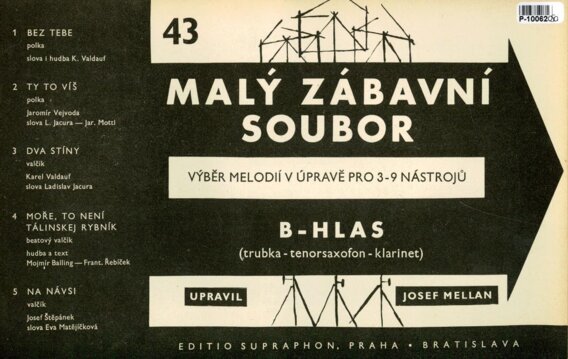 1 BEZ TEBE
polka
slova i hudba K. Valdauf
2 TY TO VÍŠ
polka
Jaromír Vejvoda
slova L. Jacura — Jar. Motti
3 DVA STÍNY
valčík
Karel Valdauf
slova Ladislav Jacura
4 MOŘE, TO NENÍ
TÁLINSKEJ RYBNÍK
beatový valčík
hudba a text
Mojmír Balling — Frant. Řebíček
5 NA NÁVSI
valčík
Josef Štěpánek
slova Eva Matějíčková
43
MALÝ ZÁBAVNÍ
SOUBOR
VÝBĚR MELODIÍ V ÚPRAVĚ PRO 3-9 NÁSTROJŮ
B-HLAS
(trubka - tenorsaxofon - klarinet)
UPRAVIL JOSEF MELLAN
EDITIO SUPRAPHON, PRAHA • BRATISLAVA